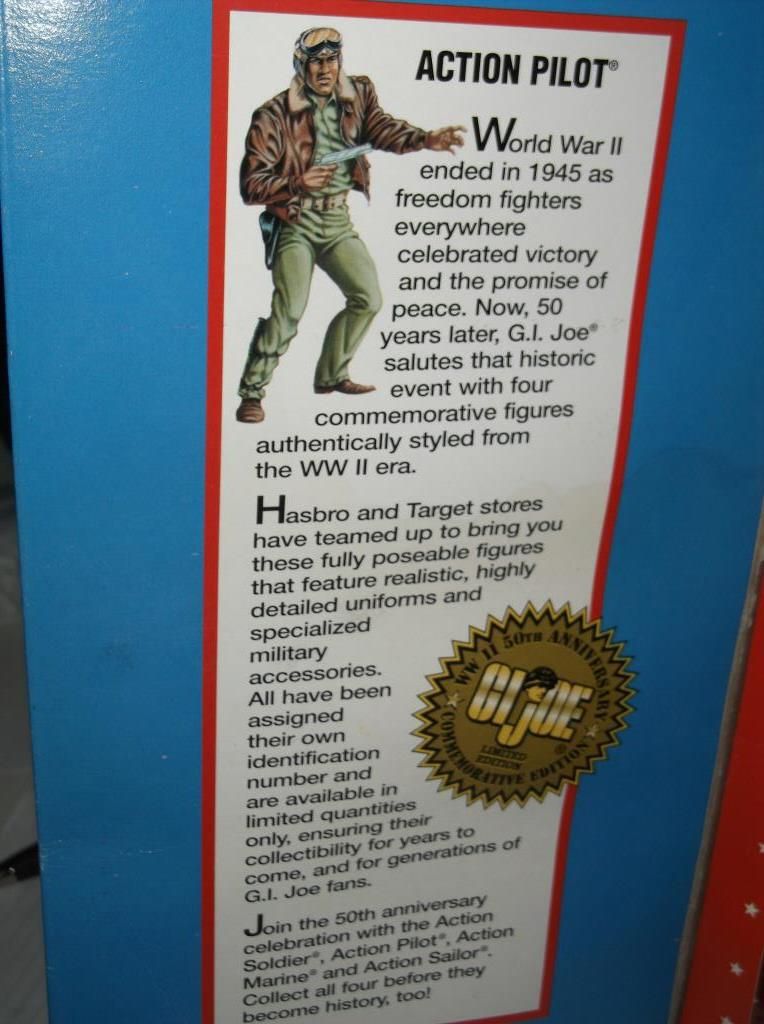 ACTION PILOT®
World War II
ended in 1945 as
freedom fighters
everywhere
celebrated victory
and the promise of
peace. Now, 50
years later, G.I. Joe®
salutes that historic
event with four
commemorative figures
authentically styled from
the WW II era.
Hasbro and Target stores
have teamed up to bring you
these fully poseable figures
that feature realistic, highly
detailed uniforms and
specialized
military
accessories.
All have been
assigned
their own
identification
number and
are available in
limited quantities
only, ensuring their
collectibility for years to
come, and for generations of
G.I. Joe fans.
WW II 50TH ANNIVERSARY
GI JOE
®
LIMITED
EDITION
COMMEMORATIVE EDITION
Join the 50th anniversary
celebration with the Action
Soldier®, Action Pilot®, Action
Marine® and Action Sailor®.
Collect all four before they
become history, too!